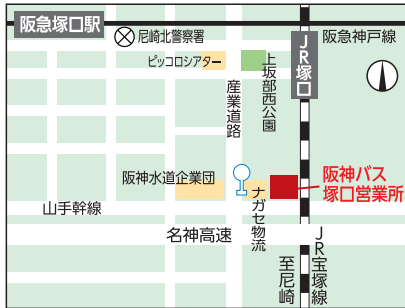 阪急塚口駅
尼崎北警察署
阪急神戸線
JR塚口
ピッコロシアター
上坂部西公園
産業道路
阪神水道企業団
ナガセ物流
阪神バス
塚口営業所
山手幹線
名神高速
JR宝塚線
至尼崎